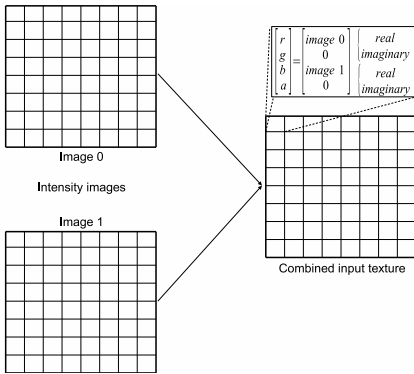 r image 0 real
g = 0 imaginary
b image 1 real
a 0 imaginary
Image 0
Intensity images
Image 1
Combined input texture